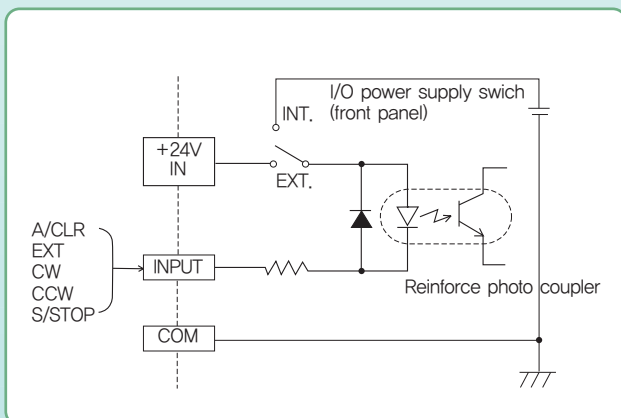 I/O power supply swich
(front panel)
INT.
+24V
IN
EXT.
A/CLR
EXT
CW
CCW
S/STOP
INPUT
Reinforce photo coupler
COM